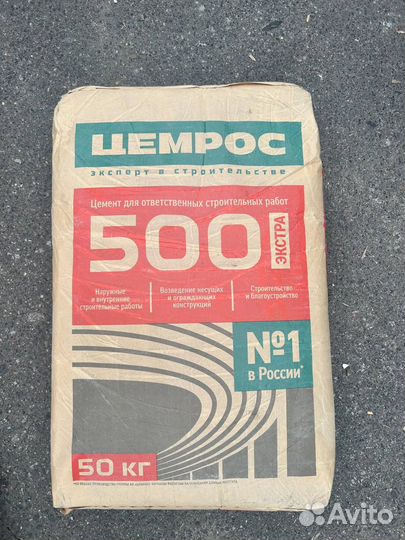 ЦЕМРОС
эксперт в строительстве
Цемент для ответственных строительных работ
500
ЭКСТРА
Наружные
и внутренние
строительные работы
Возведение несущих
и ограждающих
конструкций
Строительство
и благоустройство
№1
в России*
50 кг
Avito